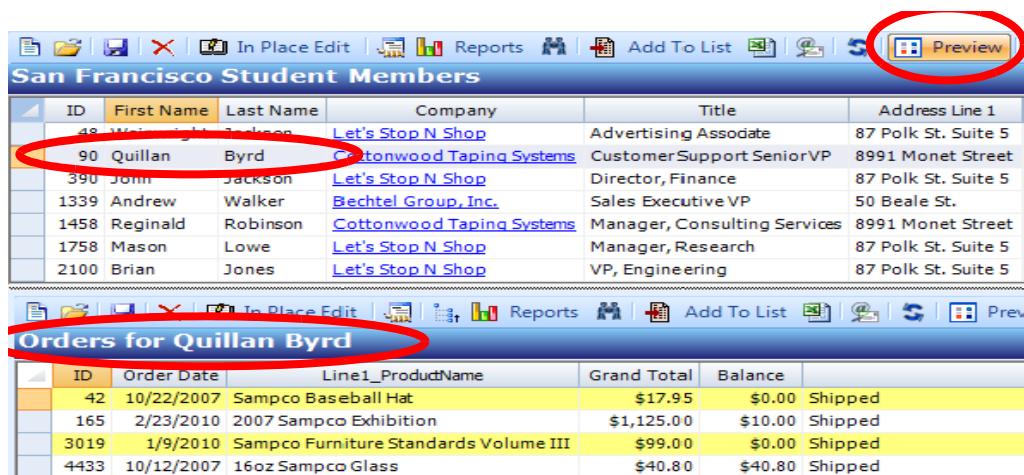 In Place Edit Reports Add To List Preview
San Francisco Student Members
ID First Name Last Name Company Title Address Line 1
48 Wainwright Jackson Let's Stop N Shop Advertising Associate 87 Polk St. Suite 5
90 Quillan Byrd Cottonwood Taping Systems Customer Support Senior VP 8991 Monet Street
390 John Jackson Let's Stop N Shop Director, Finance 87 Polk St. Suite 5
1339 Andrew Walker Bechtel Group, Inc. Sales Executive VP 50 Beale St.
1458 Reginald Robinson Cottonwood Taping Systems Manager, Consulting Services 8991 Monet Street
1758 Mason Lowe Let's Stop N Shop Manager, Research 87 Polk St. Suite 5
2100 Brian Jones Let's Stop N Shop VP, Engineering 87 Polk St. Suite 5
In Place Edit Reports Add To List Prev
Orders for Quillan Byrd
ID Order Date Line1_ProductName Grand Total Balance
42 10/22/2007 Sampco Baseball Hat $17.95 $0.00 Shipped
165 2/23/2010 2007 Sampco Exhibition $1,125.00 $10.00 Shipped
3019 1/9/2010 Sampco Furniture Standards Volume III $99.00 $0.00 Shipped
4433 10/12/2007 16oz Sampco Glass $40.80 $40.80 Shipped